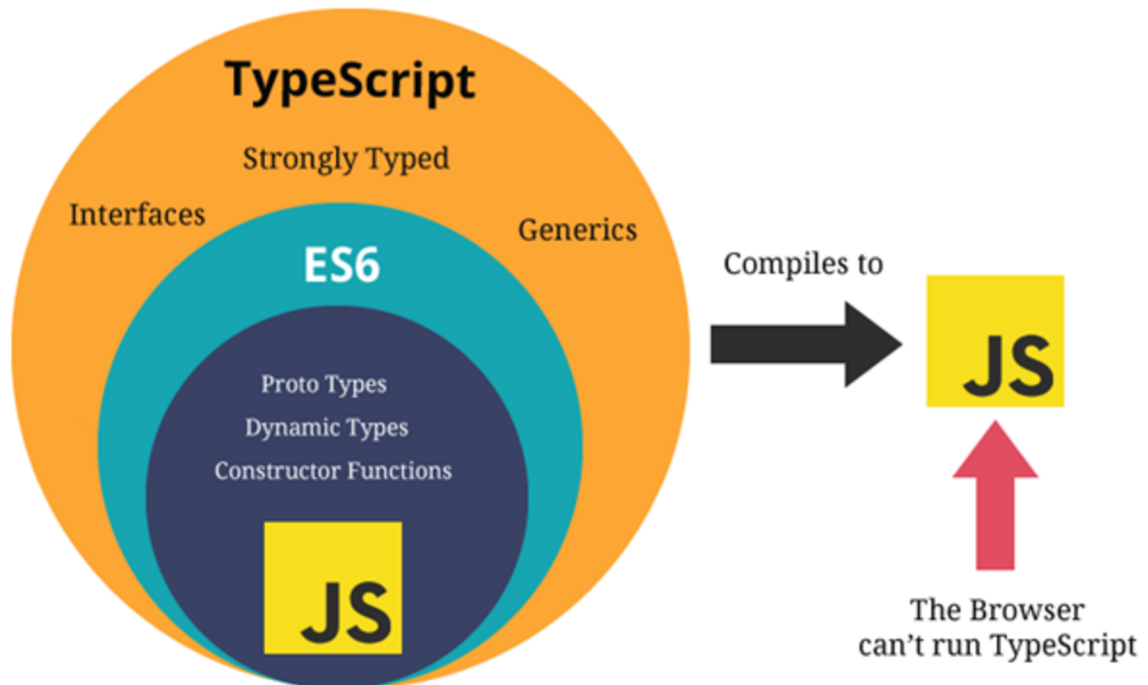 TypeScript
Strongly Typed
Interfaces
Generics
ES6
Proto Types
Dynamic Types
Constructor Functions
JS
Compiles to
JS
The Browser
can't run TypeScript